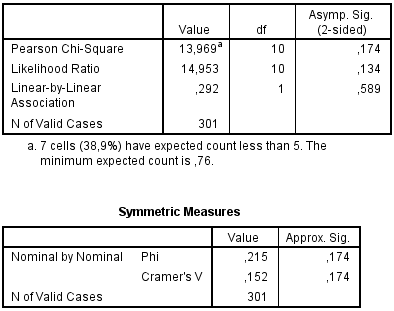 Value df Asymp. Sig. (2-sided)
Pearson Chi-Square 13,969a 10 ,174
Likelihood Ratio 14,953 10 ,134
Linear-by-Linear Association ,292 1 ,589
N of Valid Cases 301
a. 7 cells (38,9%) have expected count less than 5. The
minimum expected count is ,76.
Symmetric Measures
Value Approx. Sig.
Nominal by Nominal Phi ,215 ,174
Cramer's V ,152 ,174
N of Valid Cases 301